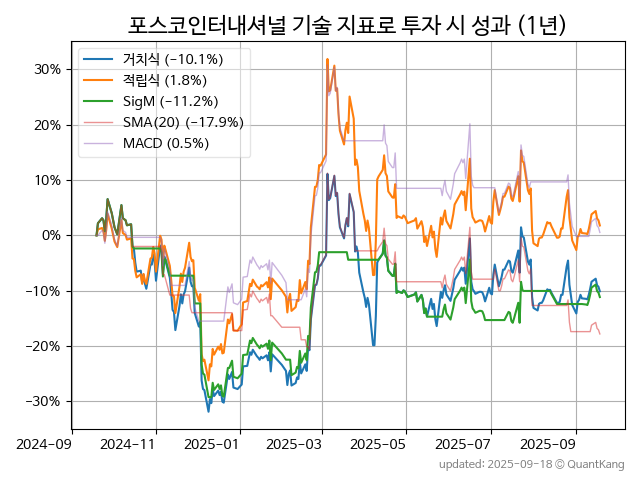 포스코인터내셔널 기술 지표로 투자 시 성과 (1년)
거치식 (−10.1%)
적립식 (1.8%)
SigM (−11.2%)
SMA(20) (−17.9%)
MACD (0.5%)
30%
20%
10%
0%
−10%
−20%
−30%
2024-09 2024-11 2025-01 2025-03 2025-05 2025-07 2025-09
updated: 2025-09-18 © QuantKang